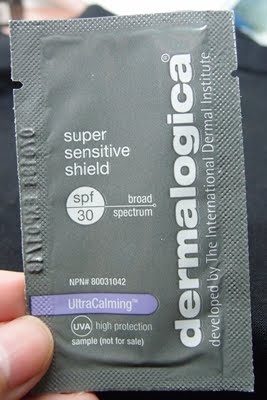 super
sensitive
shield
spf
30
broad
spectrum
NPN# 80031042
UltraCalming™
UVA high protection
sample (not for sale)
dermalogica®
developed by The International Dermal Institute